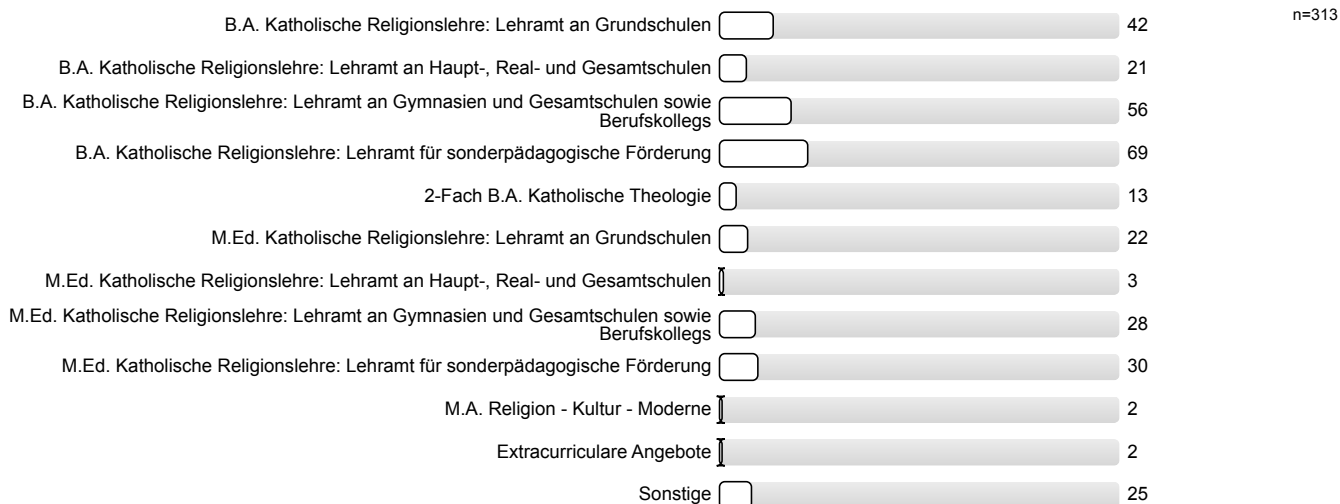 n=313
B.A. Katholische Religionslehre: Lehramt an Grundschulen 42
B.A. Katholische Religionslehre: Lehramt an Haupt-, Real- und Gesamtschulen 21
B.A. Katholische Religionslehre: Lehramt an Gymnasien und Gesamtschulen sowie
Berufskollegs 56
B.A. Katholische Religionslehre: Lehramt für sonderpädagogische Förderung 69
2-Fach B.A. Katholische Theologie 13
M.Ed. Katholische Religionslehre: Lehramt an Grundschulen 22
M.Ed. Katholische Religionslehre: Lehramt an Haupt-, Real- und Gesamtschulen 3
M.Ed. Katholische Religionslehre: Lehramt an Gymnasien und Gesamtschulen sowie
Berufskollegs 28
M.Ed. Katholische Religionslehre: Lehramt für sonderpädagogische Förderung 30
M.A. Religion - Kultur - Moderne 2
Extracurriculare Angebote 2
Sonstige 25